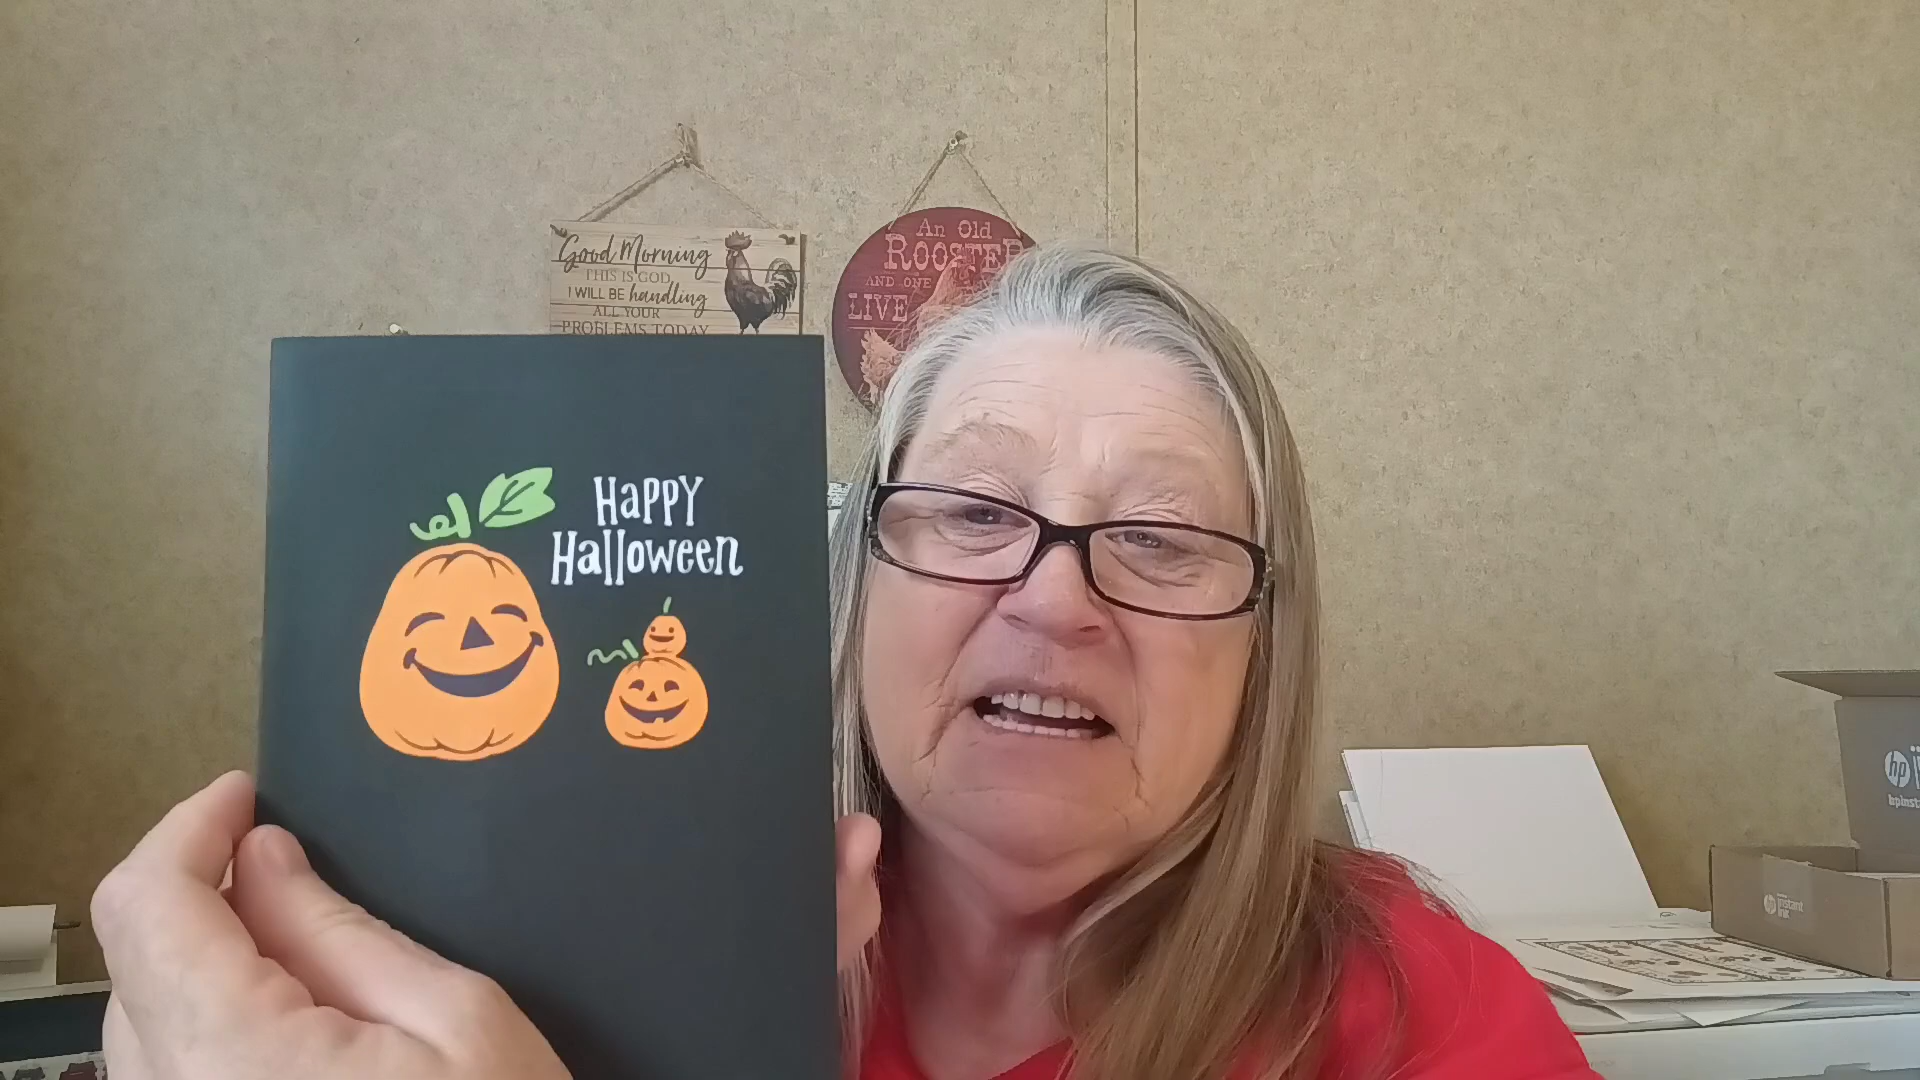 Good Morning
THIS IS GOD
I WILL BE handling
ALL YOUR
PROBLEMS TODAY
An Old
ROOSTER
AND ONE
LIVE
Happy
Halloween
hp
hp instant
ink